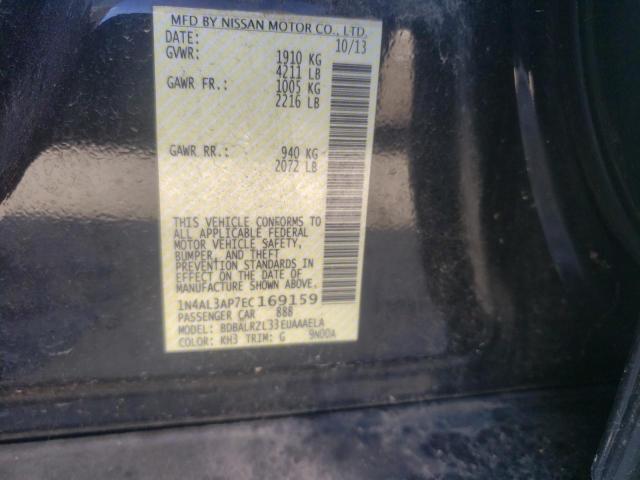 MFD BY NISSAN MOTOR CO., LTD.
DATE: 10/13
GVWR: 1910 KG
4211 LB
GAWR FR.: 1005 KG
2216 LB
GAWR RR.: 940 KG
2072 LB
THIS VEHICLE CONFORMS TO
ALL APPLICABLE FEDERAL
MOTOR VEHICLE SAFETY,
BUMPER, AND THEFT
PREVENTION STANDARDS IN
EFFECT ON THE DATE OF
MANUFACTURE SHOWN ABOVE.
1N4AL3AP7EC169159
PASSENGER CAR 888
MODEL: BDBALRZL33EUAAAELA
COLOR: KH3 TRIM: G 9N00A